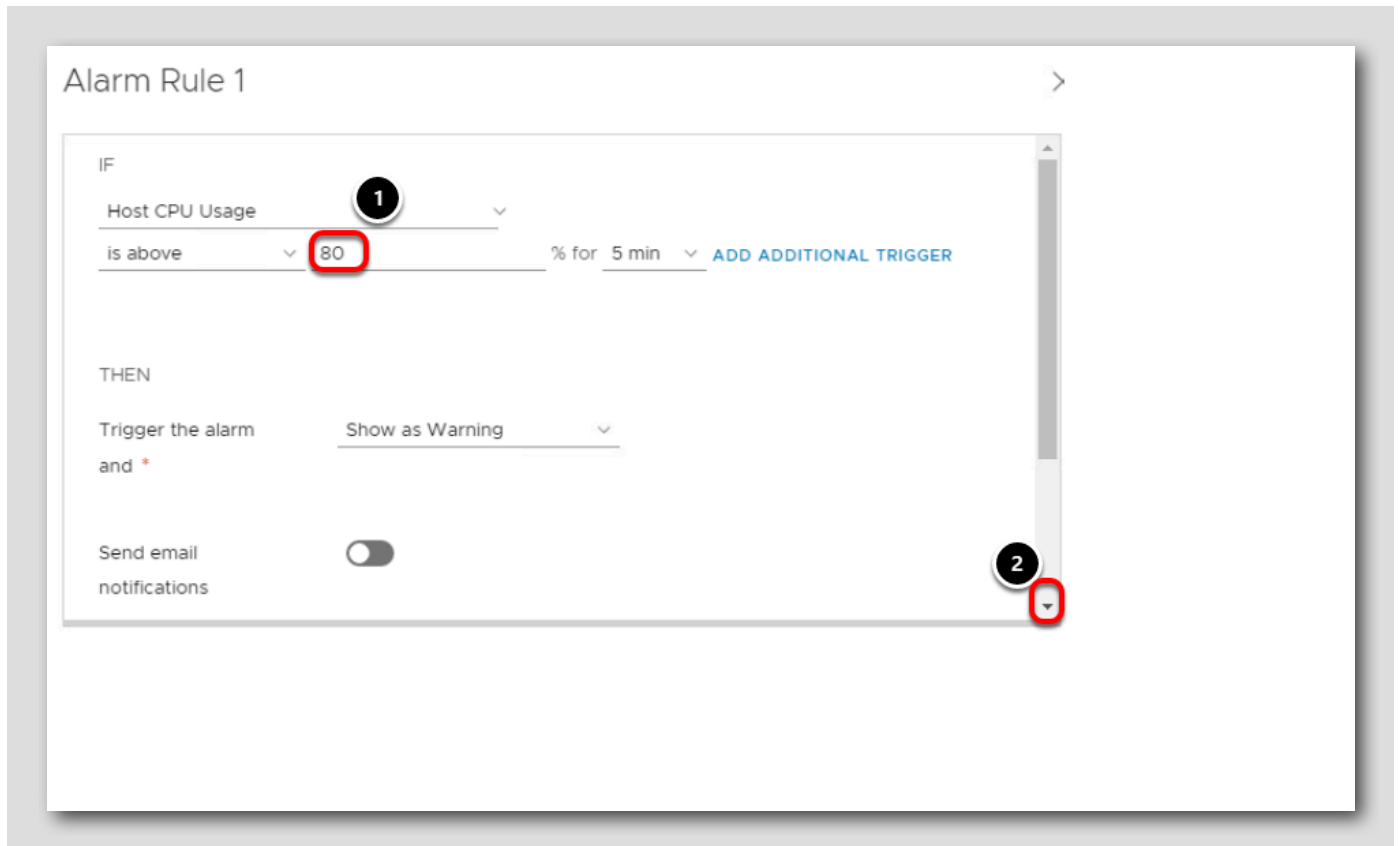 Alarm Rule 1
IF
1
Host CPU Usage
is above 80 % for 5 min ADD ADDITIONAL TRIGGER
THEN
Trigger the alarm Show as Warning
and *
Send email
notifications
2